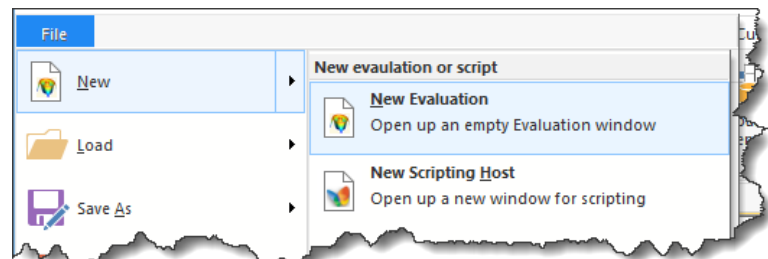 File
Cu
New
New evaulation or script
New Evaluation
Open up an empty Evaluation window
Load
New Scripting Host
Open up a new window for scripting
Save As